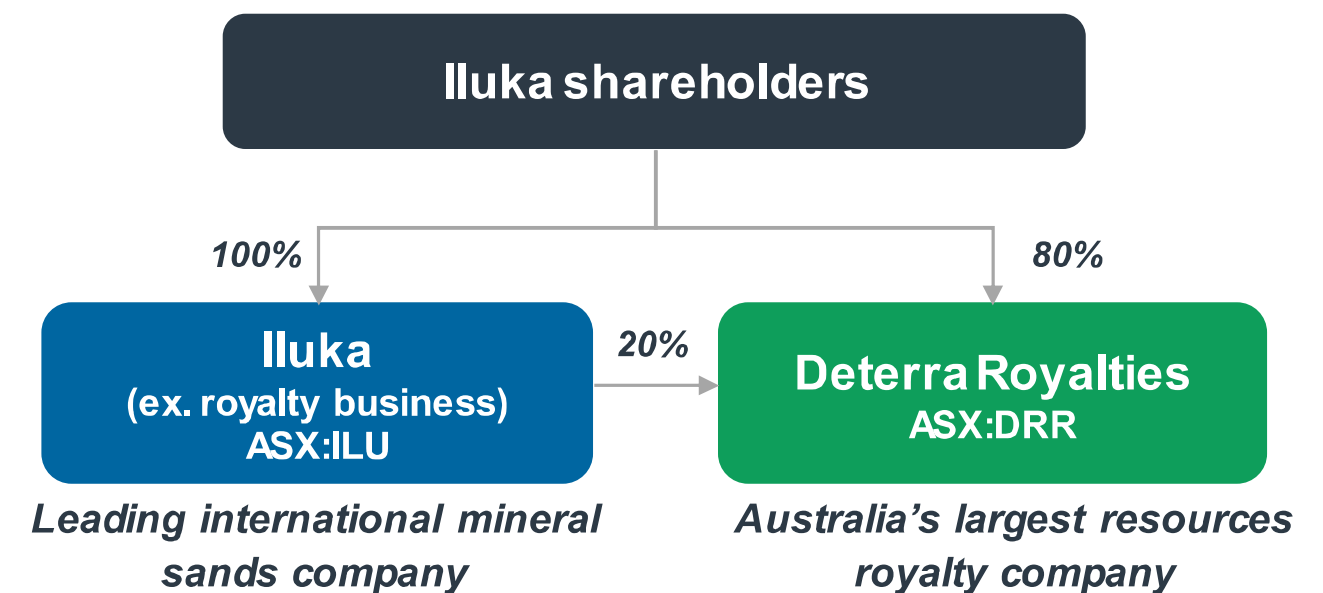 Iluka shareholders
100%
80%
Iluka
(ex. royalty business)
ASX:ILU
20%
Deterra Royalties
ASX:DRR
Leading international mineral
sands company
Australia’s largest resources
royalty company